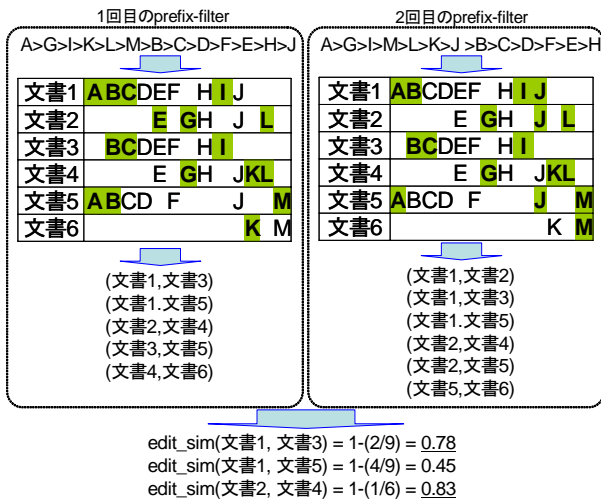 1回目のprefix-filter
A>G>I>K>L>M>B>C>D>F>E>H>J
文書1 ABCDEF HIJ
文書2 E GH J L
文書3 BCDEF HI
文書4 E GH JKL
文書5 ABCD F J M
文書6 K M
(文書1,文書3)
(文書1.文書5)
(文書2,文書4)
(文書3,文書5)
(文書4,文書6)
2回目のprefix-filter
A>G>I>M>L>K>J >B>C>D>F>E>H
文書1 ABCDEF HIJ
文書2 E GH J L
文書3 BCDEF HI
文書4 E GH JKL
文書5 ABCD F J M
文書6 K M
(文書1,文書2)
(文書1,文書3)
(文書1.文書5)
(文書2,文書4)
(文書2,文書5)
(文書5,文書6)
edit_sim(文書1, 文書3) = 1-(2/9) = 0.78
edit_sim(文書1, 文書5) = 1-(4/9) = 0.45
edit_sim(文書2, 文書4) = 1-(1/6) = 0.83